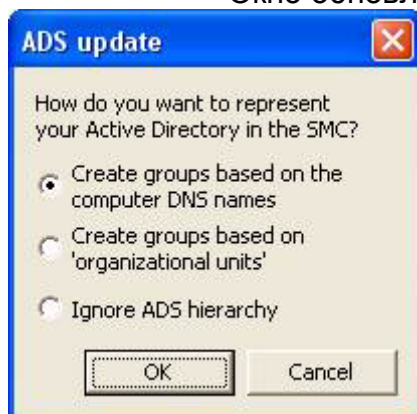 ADS update
How do you want to represent
your Active Directory in the SMC?
Create groups based on the
computer DNS names
Create groups based on
'organizational units'
Ignore ADS hierarchy
OK
Cancel